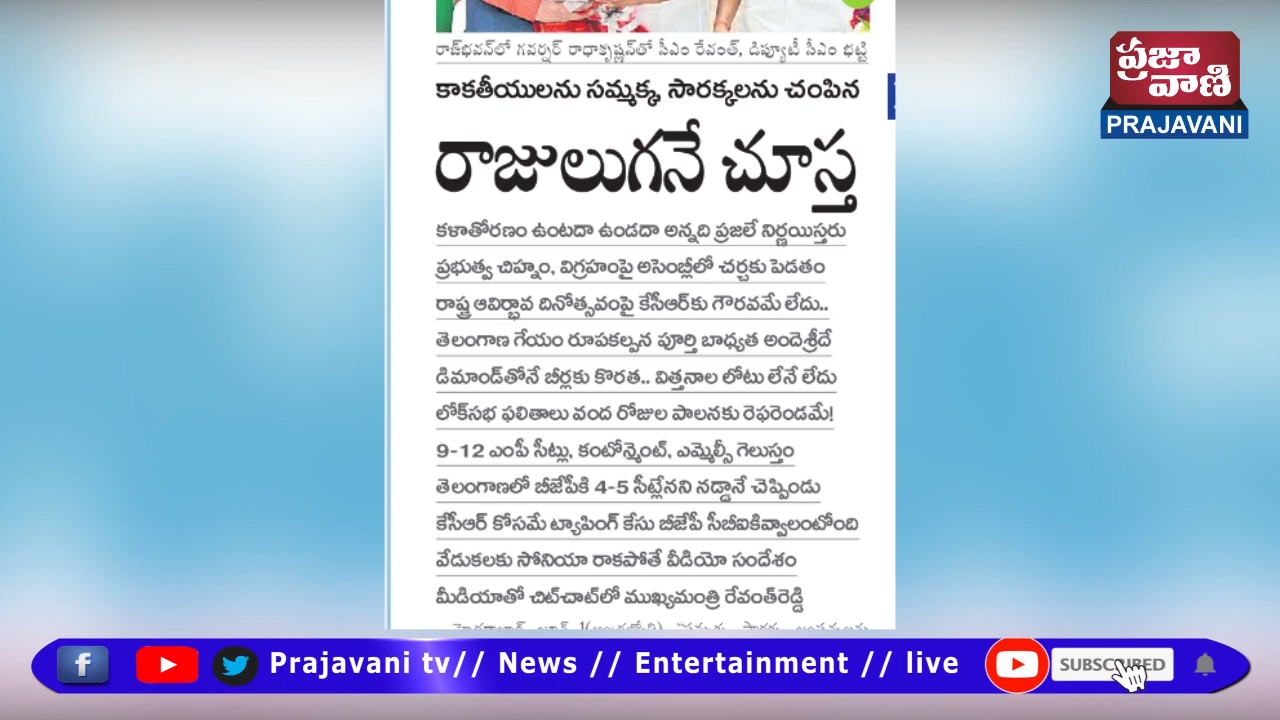 రాజ్‌భవన్‌లో గవర్నర్ రాధాకృష్ణన్‌తో సీఎం రేవంత్, డిప్యూటీ సీఎం భట్టి
కాకతీయులను సమ్మక్క, సారక్కలను చంపిన
రాజులుగనే చూస్త
కళాతోరణం ఉంటదా ఉండదా అన్నది ప్రజలే నిర్ణయిస్తరు
ప్రభుత్వ చిహ్నం, విగ్రహంపై అసెంబ్లీలో చర్చకు పెడతం
రాష్ట్ర ఆవిర్భావ దినోత్సవంపై కేసీఆర్‌కు గౌరవమే లేదు..
తెలంగాణ గేయం రూపకల్పన పూర్తి బాధ్యత అందెశ్రీదే
డిమాండ్‌తోనే బీర్లకు కొరత.. విత్తనాల లోటు లేనే లేదు
లోక్‌సభ ఫలితాలు వంద రోజుల పాలనకు రెఫరెండమే!
9-12 ఎంపీ సీట్లు, కంటోన్మెంట్, ఎమ్మెల్సీ గెలుస్తం
తెలంగాణలో బీజేపీకి 4-5 సీట్లేనని నడ్డానే చెప్పిండు
కేసీఆర్ కోసమే ట్యాపింగ్ కేసు బీజేపీ సీబీఐకివ్వాలంటోంది
వేడుకలకు సోనియా రాకపోతే వీడియో సందేశం
మీడియాతో చిట్‌చాట్‌లో ముఖ్యమంత్రి రేవంత్‌రెడ్డి
ప్రజా
వాణి
PRAJAVANI
Prajavani tv// News // Entertainment // live
SUBSCRIBED